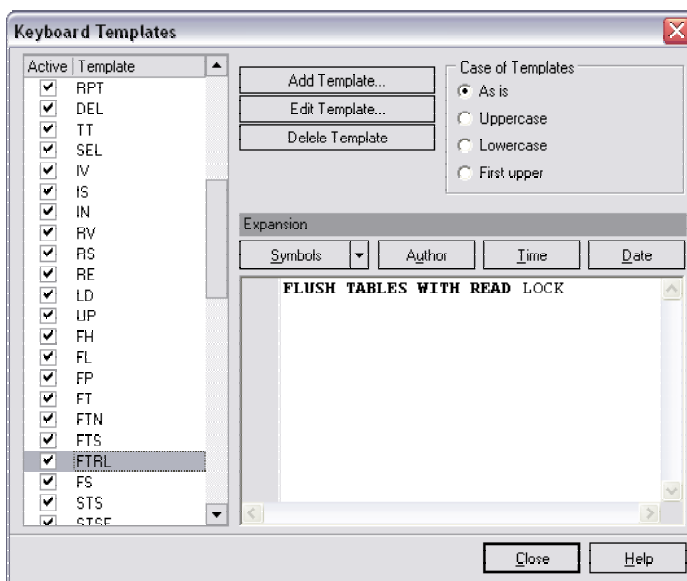 Keyboard Templates
Active Template
RPT
DEL
TT
SEL
IV
IS
IN
RV
RS
RE
LD
UP
FH
FL
FP
FT
FTN
FTS
FTRL
FS
STS
STSF
Add Template...
Edit Template...
Delele Template
Case of Templates
As is
Uppercase
Lowercase
First upper
Expansion
Symbols
Author
Time
Date
FLUSH TABLES WITH READ LOCK
Close
Help